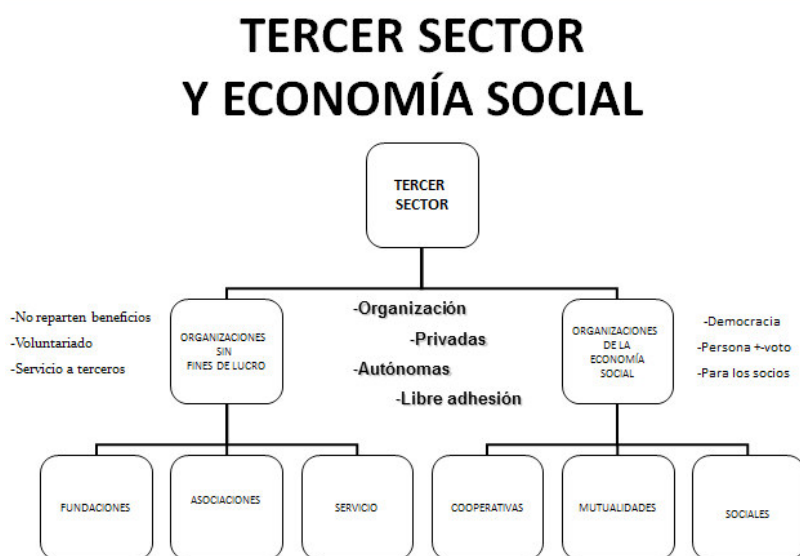 TERCER SECTOR
Y ECONOMÍA SOCIAL
TERCER
SECTOR
-No reparten beneficios
-Voluntariado
-Servicio a terceros
ORGANIZACIONES
SIN
FINES DE LUCRO
-Organización
-Privadas
-Autónomas
-Libre adhesión
ORGANIZACIONES
DE LA
ECONOMÍA
SOCIAL
-Democracia
-Persona +-voto
-Para los socios
FUNDACIONES
ASOCIACIONES
SERVICIO
COOPERATIVAS
MUTUALIDADES
SOCIALES